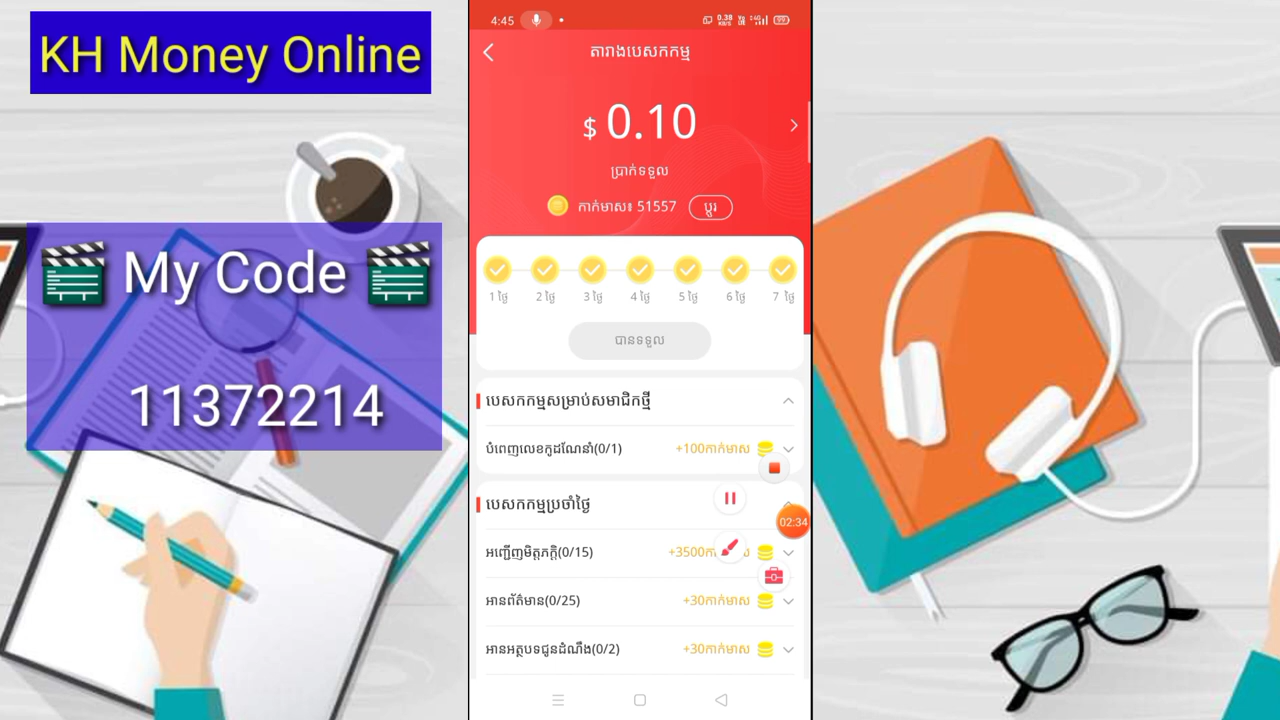 KH Money Online
My Code
11372214
4:45
0.38
KB/S
តារាងបេសកកម្ម
$ 0.10
ប្រាក់ទទួល
កាក់មាស៖ 51557
ប្តូរ
1 ថ្ងៃ 2 ថ្ងៃ 3 ថ្ងៃ 4 ថ្ងៃ 5 ថ្ងៃ 6 ថ្ងៃ 7 ថ្ងៃ
បានទទួល
បេសកកម្មសម្រាប់សមាជិកថ្មី
បំពេញលេខកូដណែនាំ(0/1) +100កាក់មាស
បេសកកម្មប្រចាំថ្ងៃ
02:34
អញ្ជើញមិត្តភក្តិ(0/15) +3500កា
អានព័ត៌មាន(0/25) +30កាក់មាស
អានអត្ថបទជូនដំណឹង(0/2) +30កាក់មាស